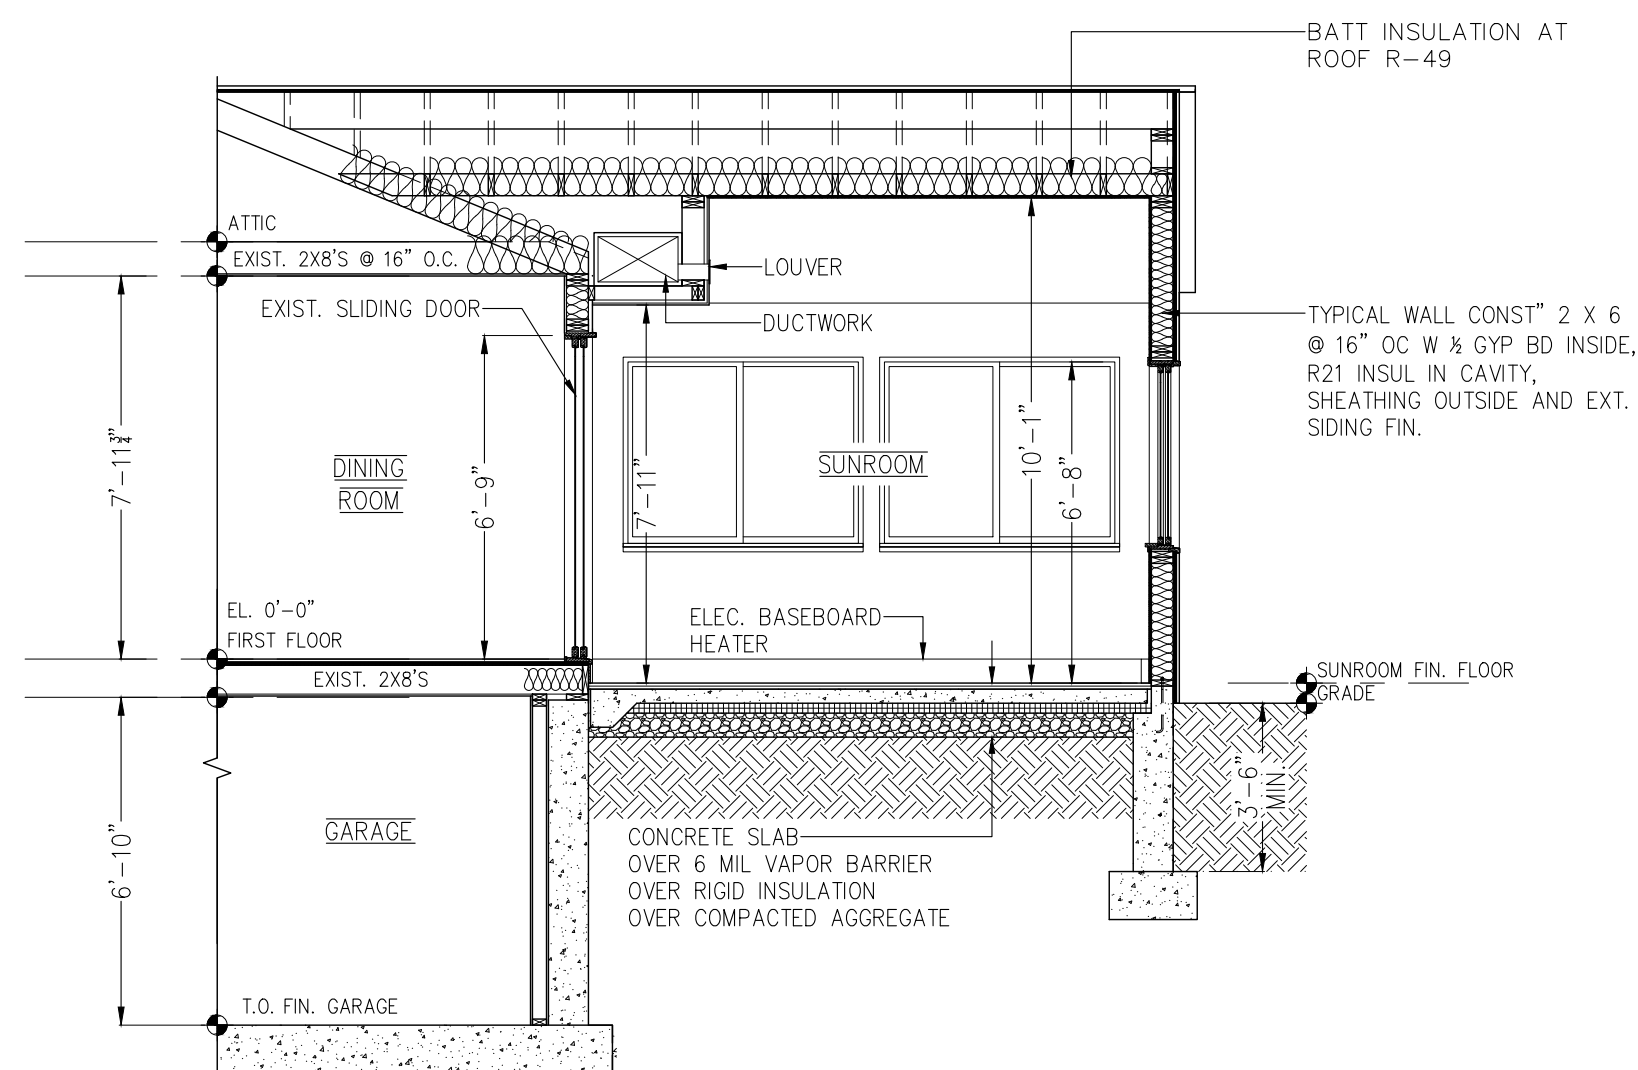 BATT INSULATION AT
ROOF R-49
ATTIC
EXIST. 2X8'S @ 16" O.C.
LOUVER
EXIST. SLIDING DOOR
DUCTWORK
TYPICAL WALL CONST" 2 X 6
@ 16" OC W ½ GYP BD INSIDE,
R21 INSUL IN CAVITY,
SHEATHING OUTSIDE AND EXT.
SIDING FIN.
7'-11¾"
DINING
ROOM
6'-9"
7'-11"
SUNROOM
10'-1"
6'-8"
EL. 0'-0"
FIRST FLOOR
ELEC. BASEBOARD
HEATER
EXIST. 2X8'S
SUNROOM FIN. FLOOR
GRADE
3'-6"
MIN.
6'-10"
GARAGE
CONCRETE SLAB
OVER 6 MIL VAPOR BARRIER
OVER RIGID INSULATION
OVER COMPACTED AGGREGATE
T.O. FIN. GARAGE